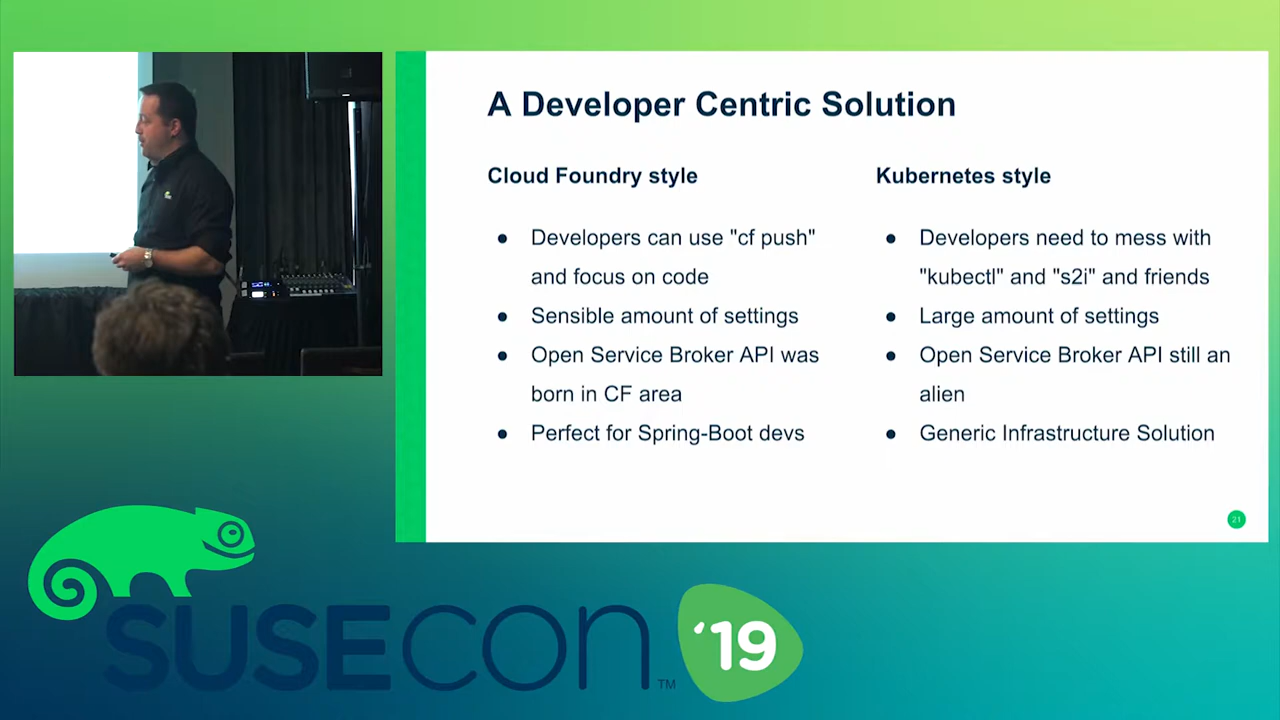 A Developer Centric Solution
Cloud Foundry style
● Developers can use "cf push"
and focus on code
● Sensible amount of settings
● Open Service Broker API was
born in CF area
● Perfect for Spring-Boot devs
Kubernetes style
● Developers need to mess with
"kubectl" and "s2i" and friends
● Large amount of settings
● Open Service Broker API still an
alien
● Generic Infrastructure Solution
21
SUSECON™ '19